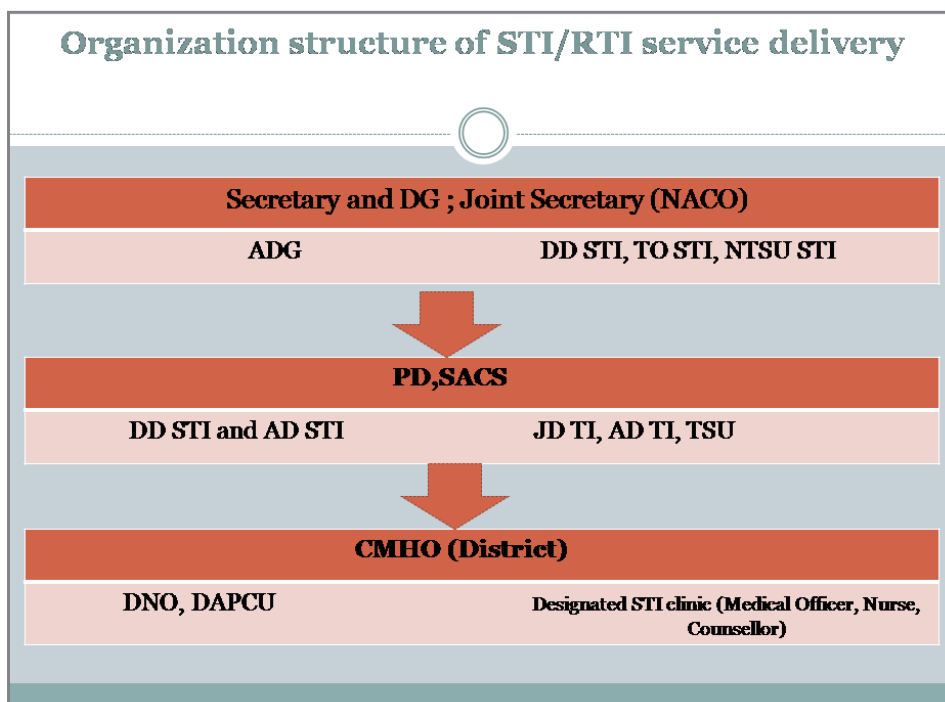 Organization structure of STI/RTI service delivery
Secretary and DG ; Joint Secretary (NACO)
ADG
DD STI, TO STI, NTSU STI
PD,SACS
DD STI and AD STI
JD TI, AD TI, TSU
CMHO (District)
DNO, DAPCU
Designated STI clinic (Medical Officer, Nurse,
Counsellor)